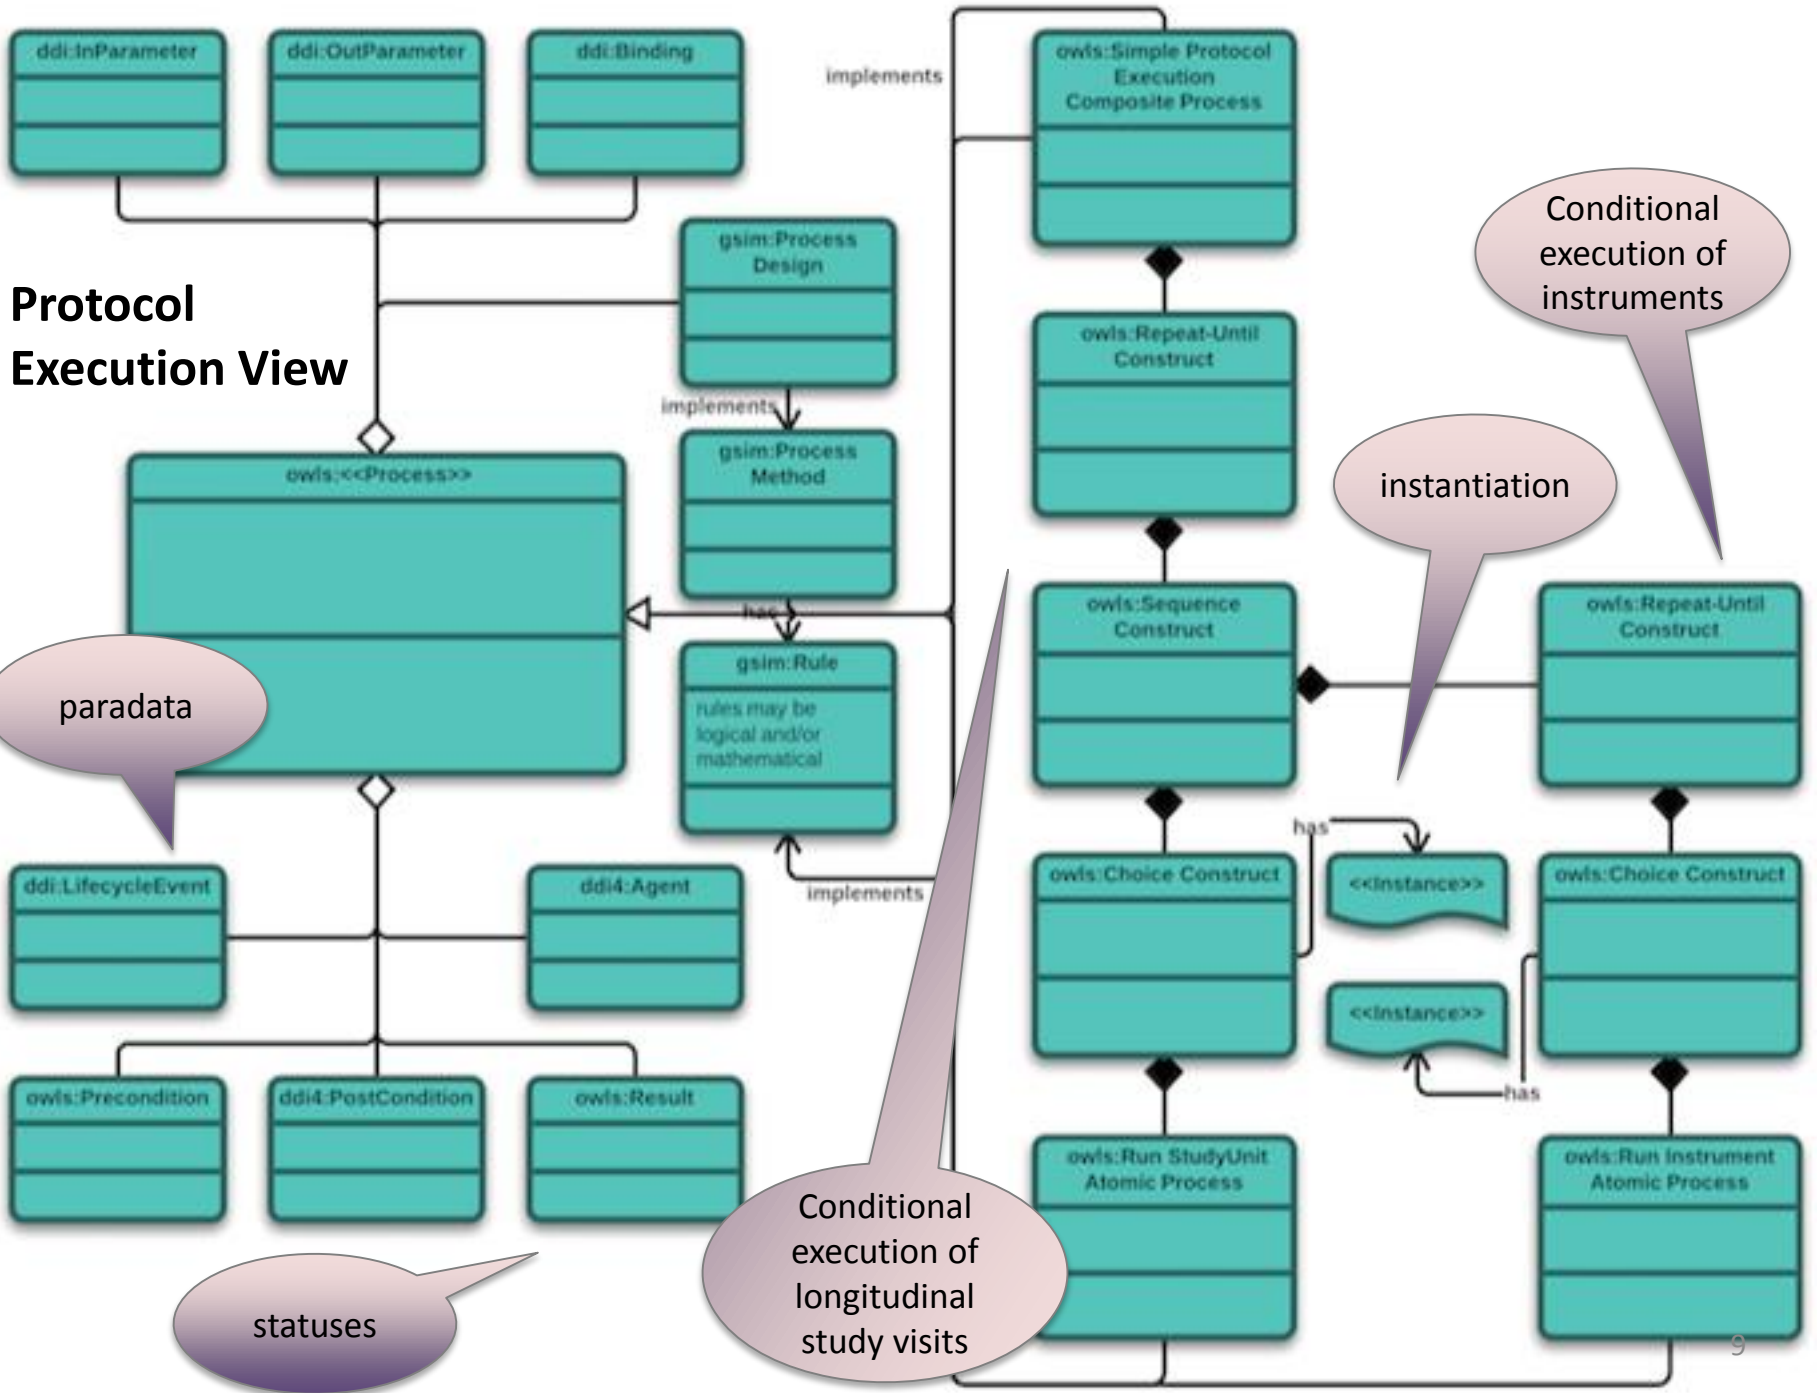 ddi:InParameter
ddi:OutParameter
ddi:Binding
implements
owls:Simple Protocol
Execution
Composite Process
Conditional
execution of
instruments
gsim:Process
Design
Protocol
Execution View
owls:Repeat-Until
Construct
implements
gsim:Process
Method
owls:<<Process>>
instantiation
has
owls:Sequence
Construct
owls:Repeat-Until
Construct
gsim:Rule
rules may be
logical and/or
mathematical
paradata
has
ddi:LifecycleEvent
ddi4:Agent
implements
owls:Choice Construct
<<Instance>>
owls:Choice Construct
<<Instance>>
has
owls:Precondition
ddi4:PostCondition
owls:Result
owls:Run StudyUnit
Atomic Process
owls:Run Instrument
Atomic Process
Conditional
execution of
longitudinal
study visits
statuses
9